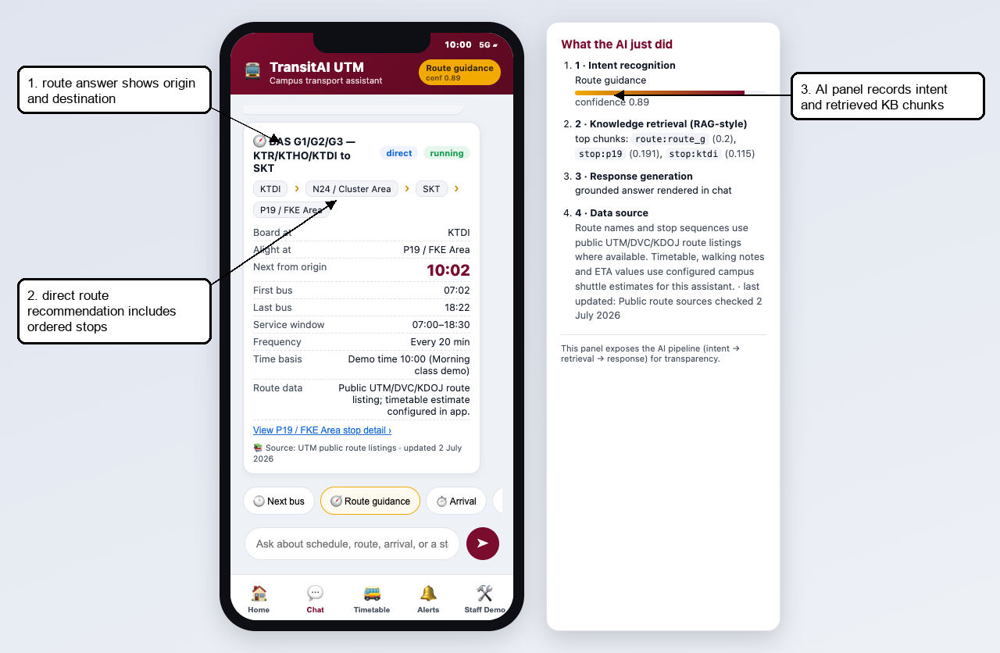 1. route answer shows origin
and destination
2. direct route
recommendation includes
ordered stops
10:00 5G
TransitAI UTM
Campus transport assistant
Route guidance
conf 0.89
BAS G1/G2/G3 —
KTR/KTHO/KTDI to
SKT
direct
running
KTDI › N24 / Cluster Area › SKT ›
P19 / FKE Area
Board at KTDI
Alight at P19 / FKE Area
Next from origin 10:02
First bus 07:02
Last bus 18:22
Service window 07:00–18:30
Frequency Every 20 min
Time basis Demo time 10:00 (Morning
class demo)
Route data Public UTM/DVC/KDOJ route
listing; timetable estimate
configured in app.
View P19 / FKE Area stop detail ›
Source: UTM public route listings · updated 2 July
2026
Next bus Route guidance Arrival
Ask about schedule, route, arrival, or a st
Home Chat Timetable Alerts Staff Demo
What the AI just did
1. 1 · Intent recognition
Route guidance
confidence 0.89
2. 2 · Knowledge retrieval (RAG-style)
top chunks: route:route_g (0.2),
stop:p19 (0.191), stop:ktdi (0.115)
3. 3 · Response generation
grounded answer rendered in chat
4. 4 · Data source
Route names and stop sequences use
public UTM/DVC/KDOJ route listings
where available. Timetable, walking notes
and ETA values use configured campus
shuttle estimates for this assistant. · last
updated: Public route sources checked 2
July 2026
This panel exposes the AI pipeline (intent →
retrieval → response) for transparency.
3. AI panel records intent
and retrieved KB chunks